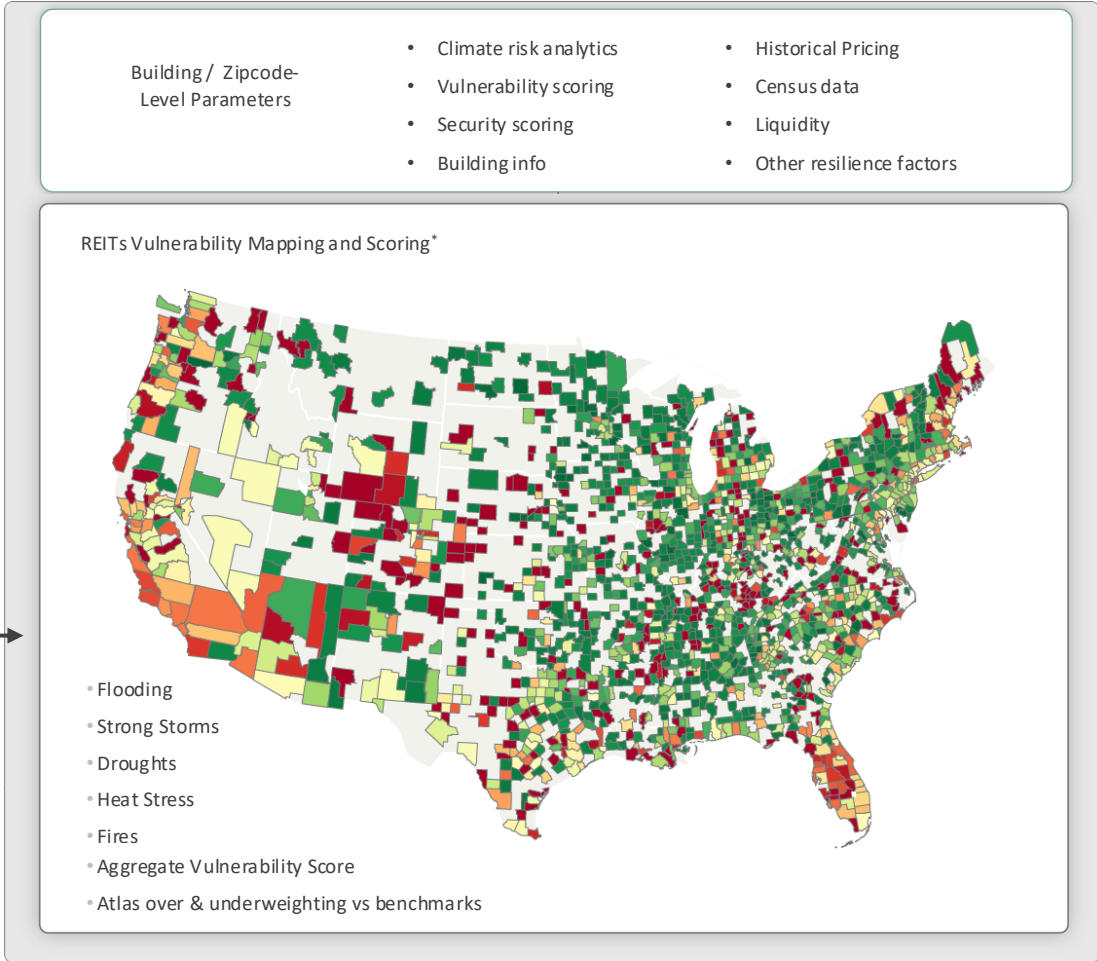 Building / Zipcode-
Level Parameters
• Climate risk analytics
• Vulnerability scoring
• Security scoring
• Building info
• Historical Pricing
• Census data
• Liquidity
• Other resilience factors
REITs Vulnerability Mapping and Scoring*
• Flooding
• Strong Storms
• Droughts
• Heat Stress
• Fires
• Aggregate Vulnerability Score
• Atlas over & underweighting vs benchmarks